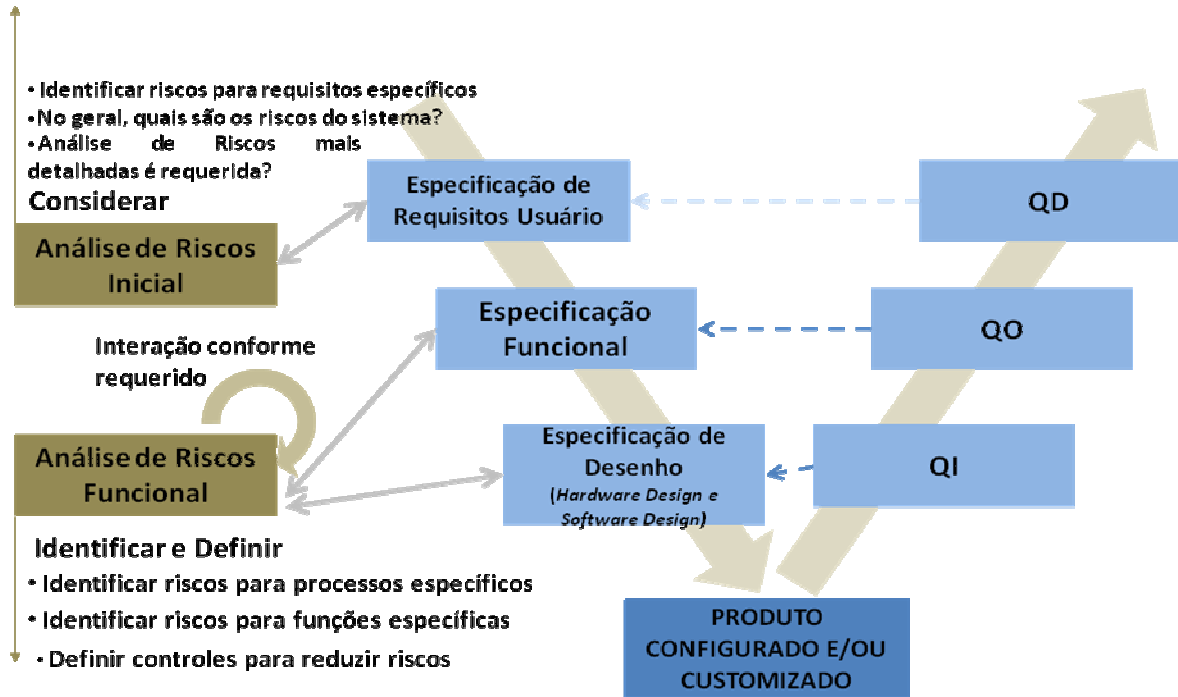 • Identificar riscos para requisitos específicos
•No geral, quais são os riscos do sistema?
•Análise de Riscos mais
detalhadas é requerida?
Considerar
Análise de Riscos
Inicial
Interação conforme
requerido
Análise de Riscos
Funcional
Identificar e Definir
• Identificar riscos para processos específicos
• Identificar riscos para funções específicas
• Definir controles para reduzir riscos
Especificação de
Requisitos Usuário
Especificação
Funcional
Especificação de
Desenho
(Hardware Design e
Software Design)
QD
QO
QI
PRODUTO
CONFIGURADO E/OU
CUSTOMIZADO